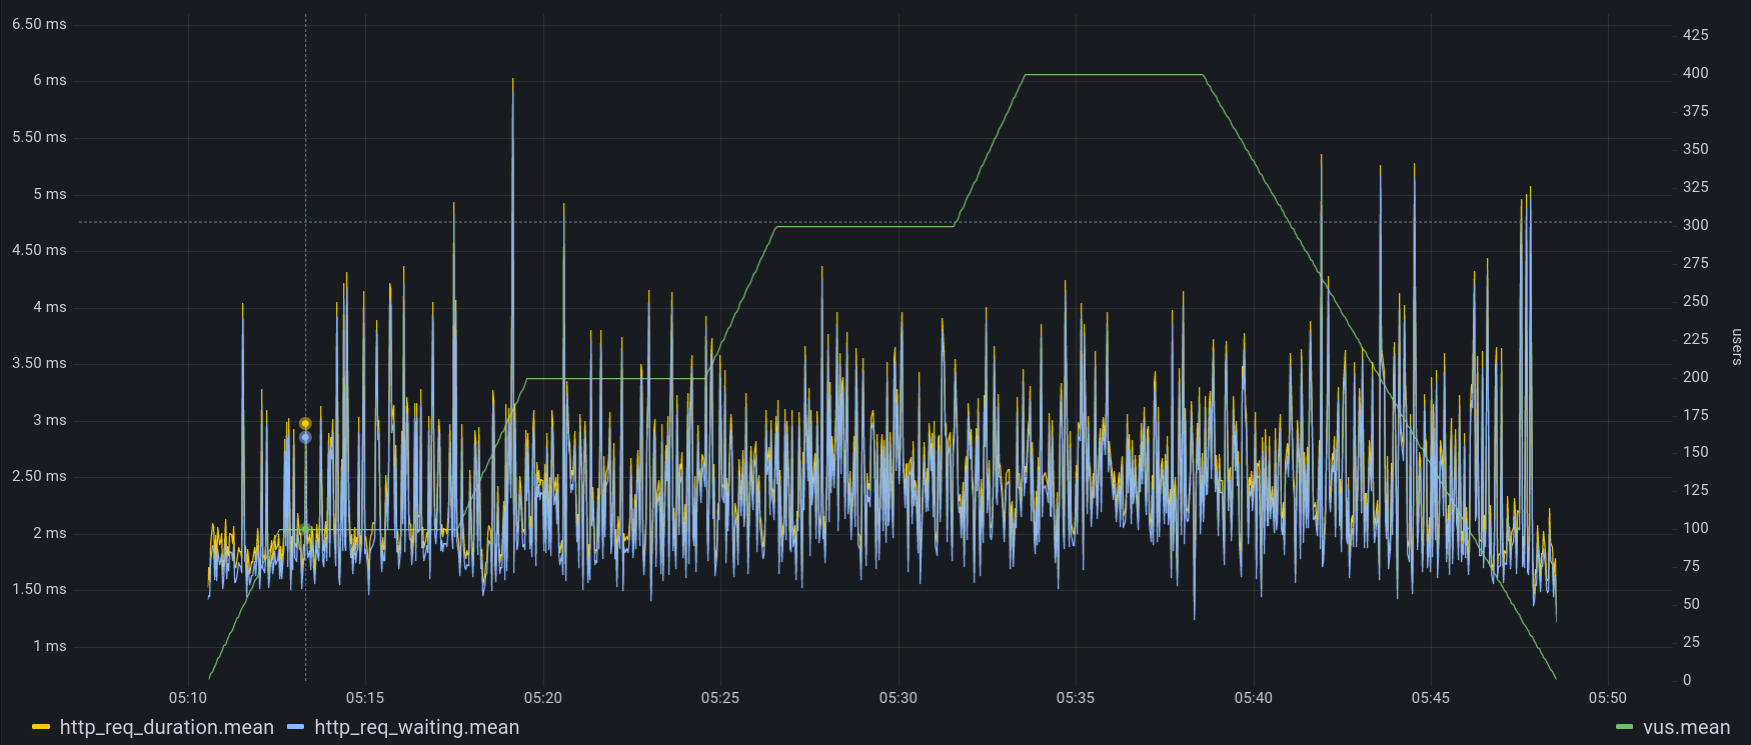 6.50 ms
6 ms
5.50 ms
5 ms
4.50 ms
4 ms
3.50 ms
3 ms
2.50 ms
2 ms
1.50 ms
1 ms
425
400
375
350
325
300
275
250
225
200
175
150
125
100
75
50
25
0
users
05:10 05:15 05:20 05:25 05:30 05:35 05:40 05:45 05:50
http_req_duration.mean http_req_waiting.mean vus.mean